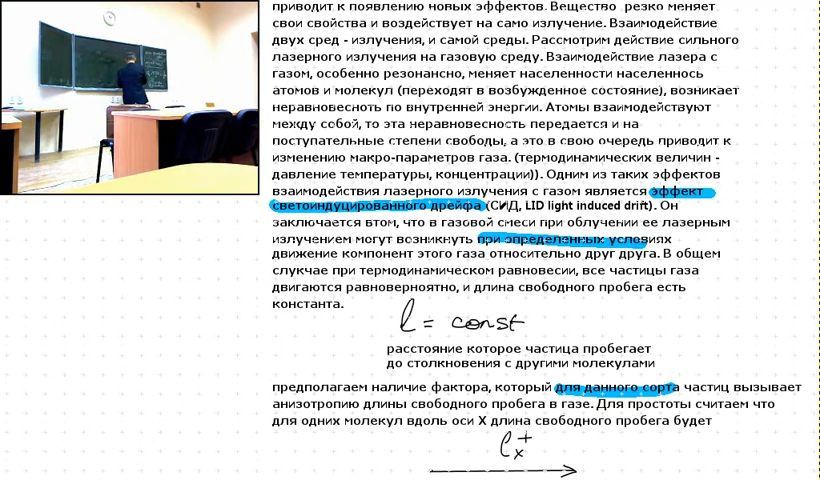 приводит к появлению новых эффектов. Вещество резко меняет
свои свойства и воздействует на само излучение. Взаимодействие
двух сред - излучения, и самой среды. Рассмотрим действие сильного
лазерного излучения на газовую среду. Взаимодействие лазера с
газом, особенно резонансно, меняет населенности населеннось
атомов и молекул (переходят в возбужденное состояние), возникает
неравновесноть по внутренней энергии. Атомы взаимодействуют
между собой, то эта неравновесность передается и на
поступательные степени свободы, а это в свою очередь приводит к
изменению макро-параметров газа. (термодинамических величин -
давление температуры, концентрации)). Одним из таких эффектов
взаимодействия лазерного излучения с газом является эффект
светоиндуцированного дрейфа (СИД, LID light induced drift). Он
заключается втом, что в газовой смеси при облучении ее лазерным
излучением могут возникнуть при определенных условиях
движение компонент этого газа относительно друг друга. В общем
слукчае при термодинамическом равновесии, все частицы газа
двигаются равноверноятно, и длина свободного пробега есть
константа.
l = const
расстояние которое частица пробегает
до столкновения с другими молекулами
предполагаем наличие фактора, который для данного сорта частиц вызывает
анизотропию длины свободного пробега в газе. Для простоты считаем что
для одних молекул вдоль оси X длина свободного пробега будет
l_x^+